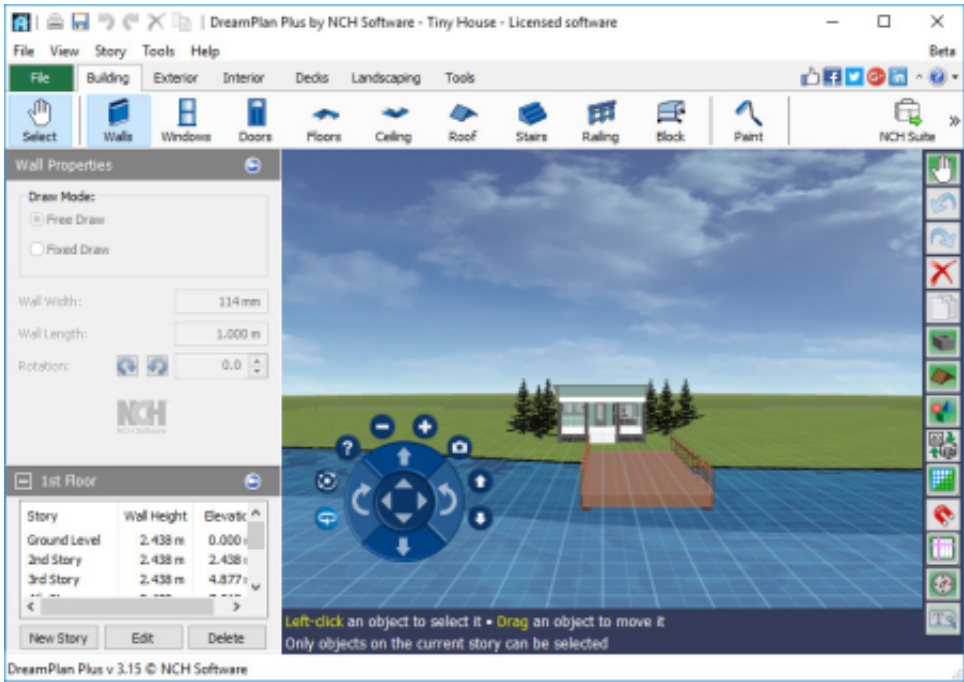 DreamPlan Plus by NCH Software - Tiny House - Licensed software
File View Story Tools Help Beta
File Building Exterior Interior Decks Landscaping Tools
Select Walls Windows Doors Floors Ceiling Roof Stairs Railing Block Paint NCH Suite
Wall Properties
Draw Mode:
Free Draw
Fixed Draw
Wall Width: 114 mm
Wall Length: 1.000 m
Rotation: 0.0
NCH
NCH Software
1st Floor
Story Wall Height Elevatic
Ground Level 2.438 m 0.000
2nd Story 2.438 m 2.438
3rd Story 2.438 m 4.877
New Story Edit Delete
Left-click an object to select it • Drag an object to move it
Only objects on the current story can be selected
DreamPlan Plus v 3.15 © NCH Software